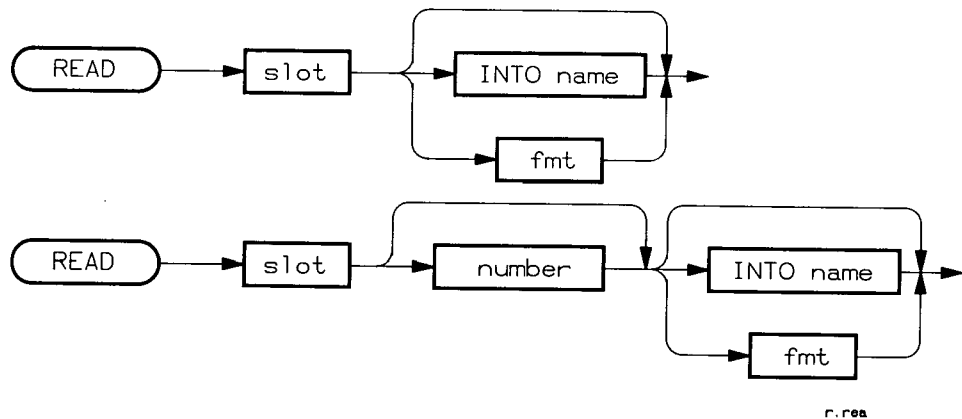 READ slot INTO name
fmt
READ slot number INTO name
fmt
r.rea